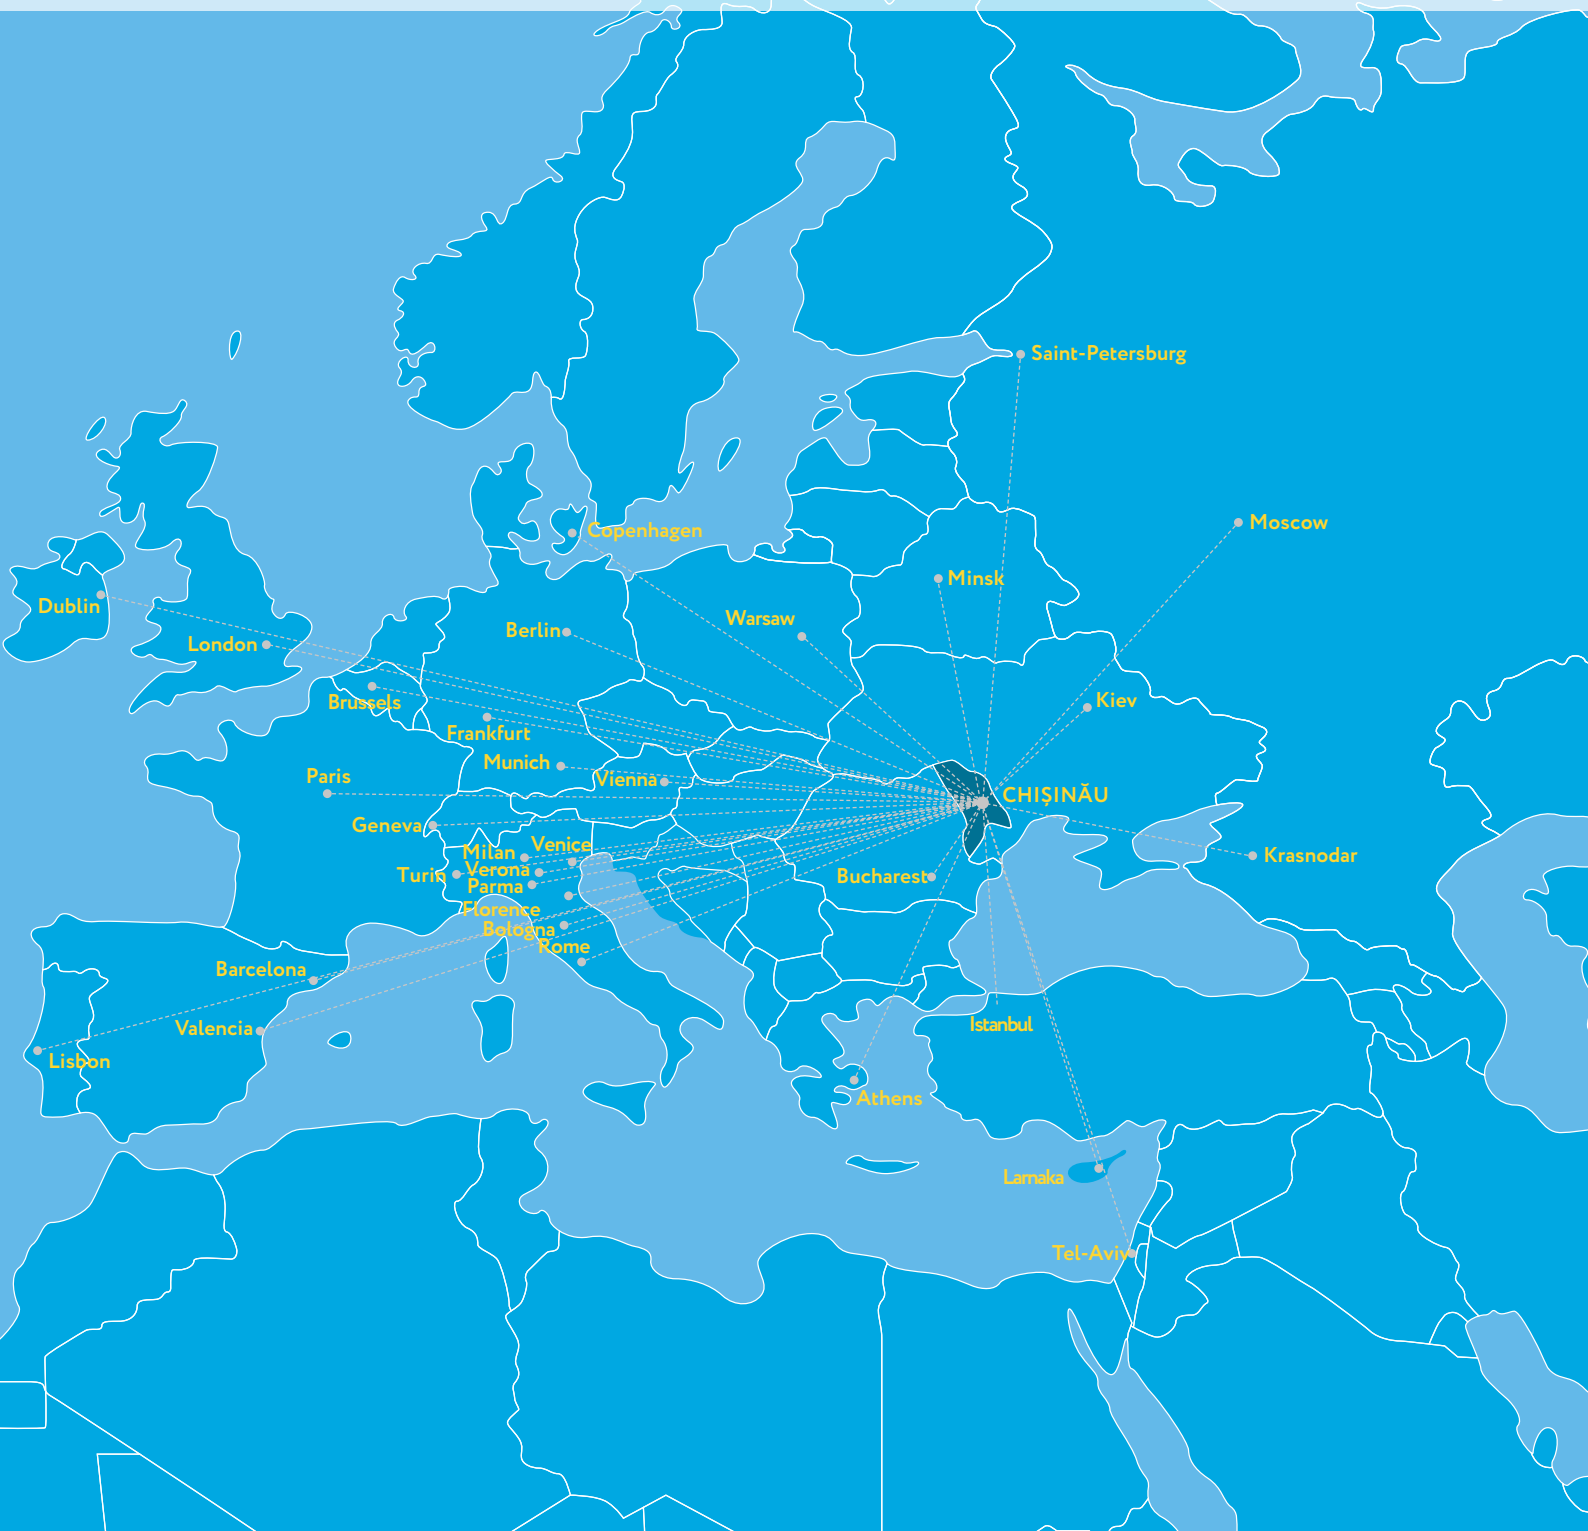 Saint-Petersburg
Moscow
Copenhagen
Minsk
Dublin
Warsaw
Berlin
London
Brussels
Kiev
Frankfurt
Munich
Vienna
Paris
CHIȘINĂU
Geneva
Milan
Venice
Krasnodar
Turin
Verona
Bucharest
Parma
Florence
Bologna
Rome
Barcelona
Valencia
Istanbul
Lisbon
Athens
Larnaka
Tel-Aviv